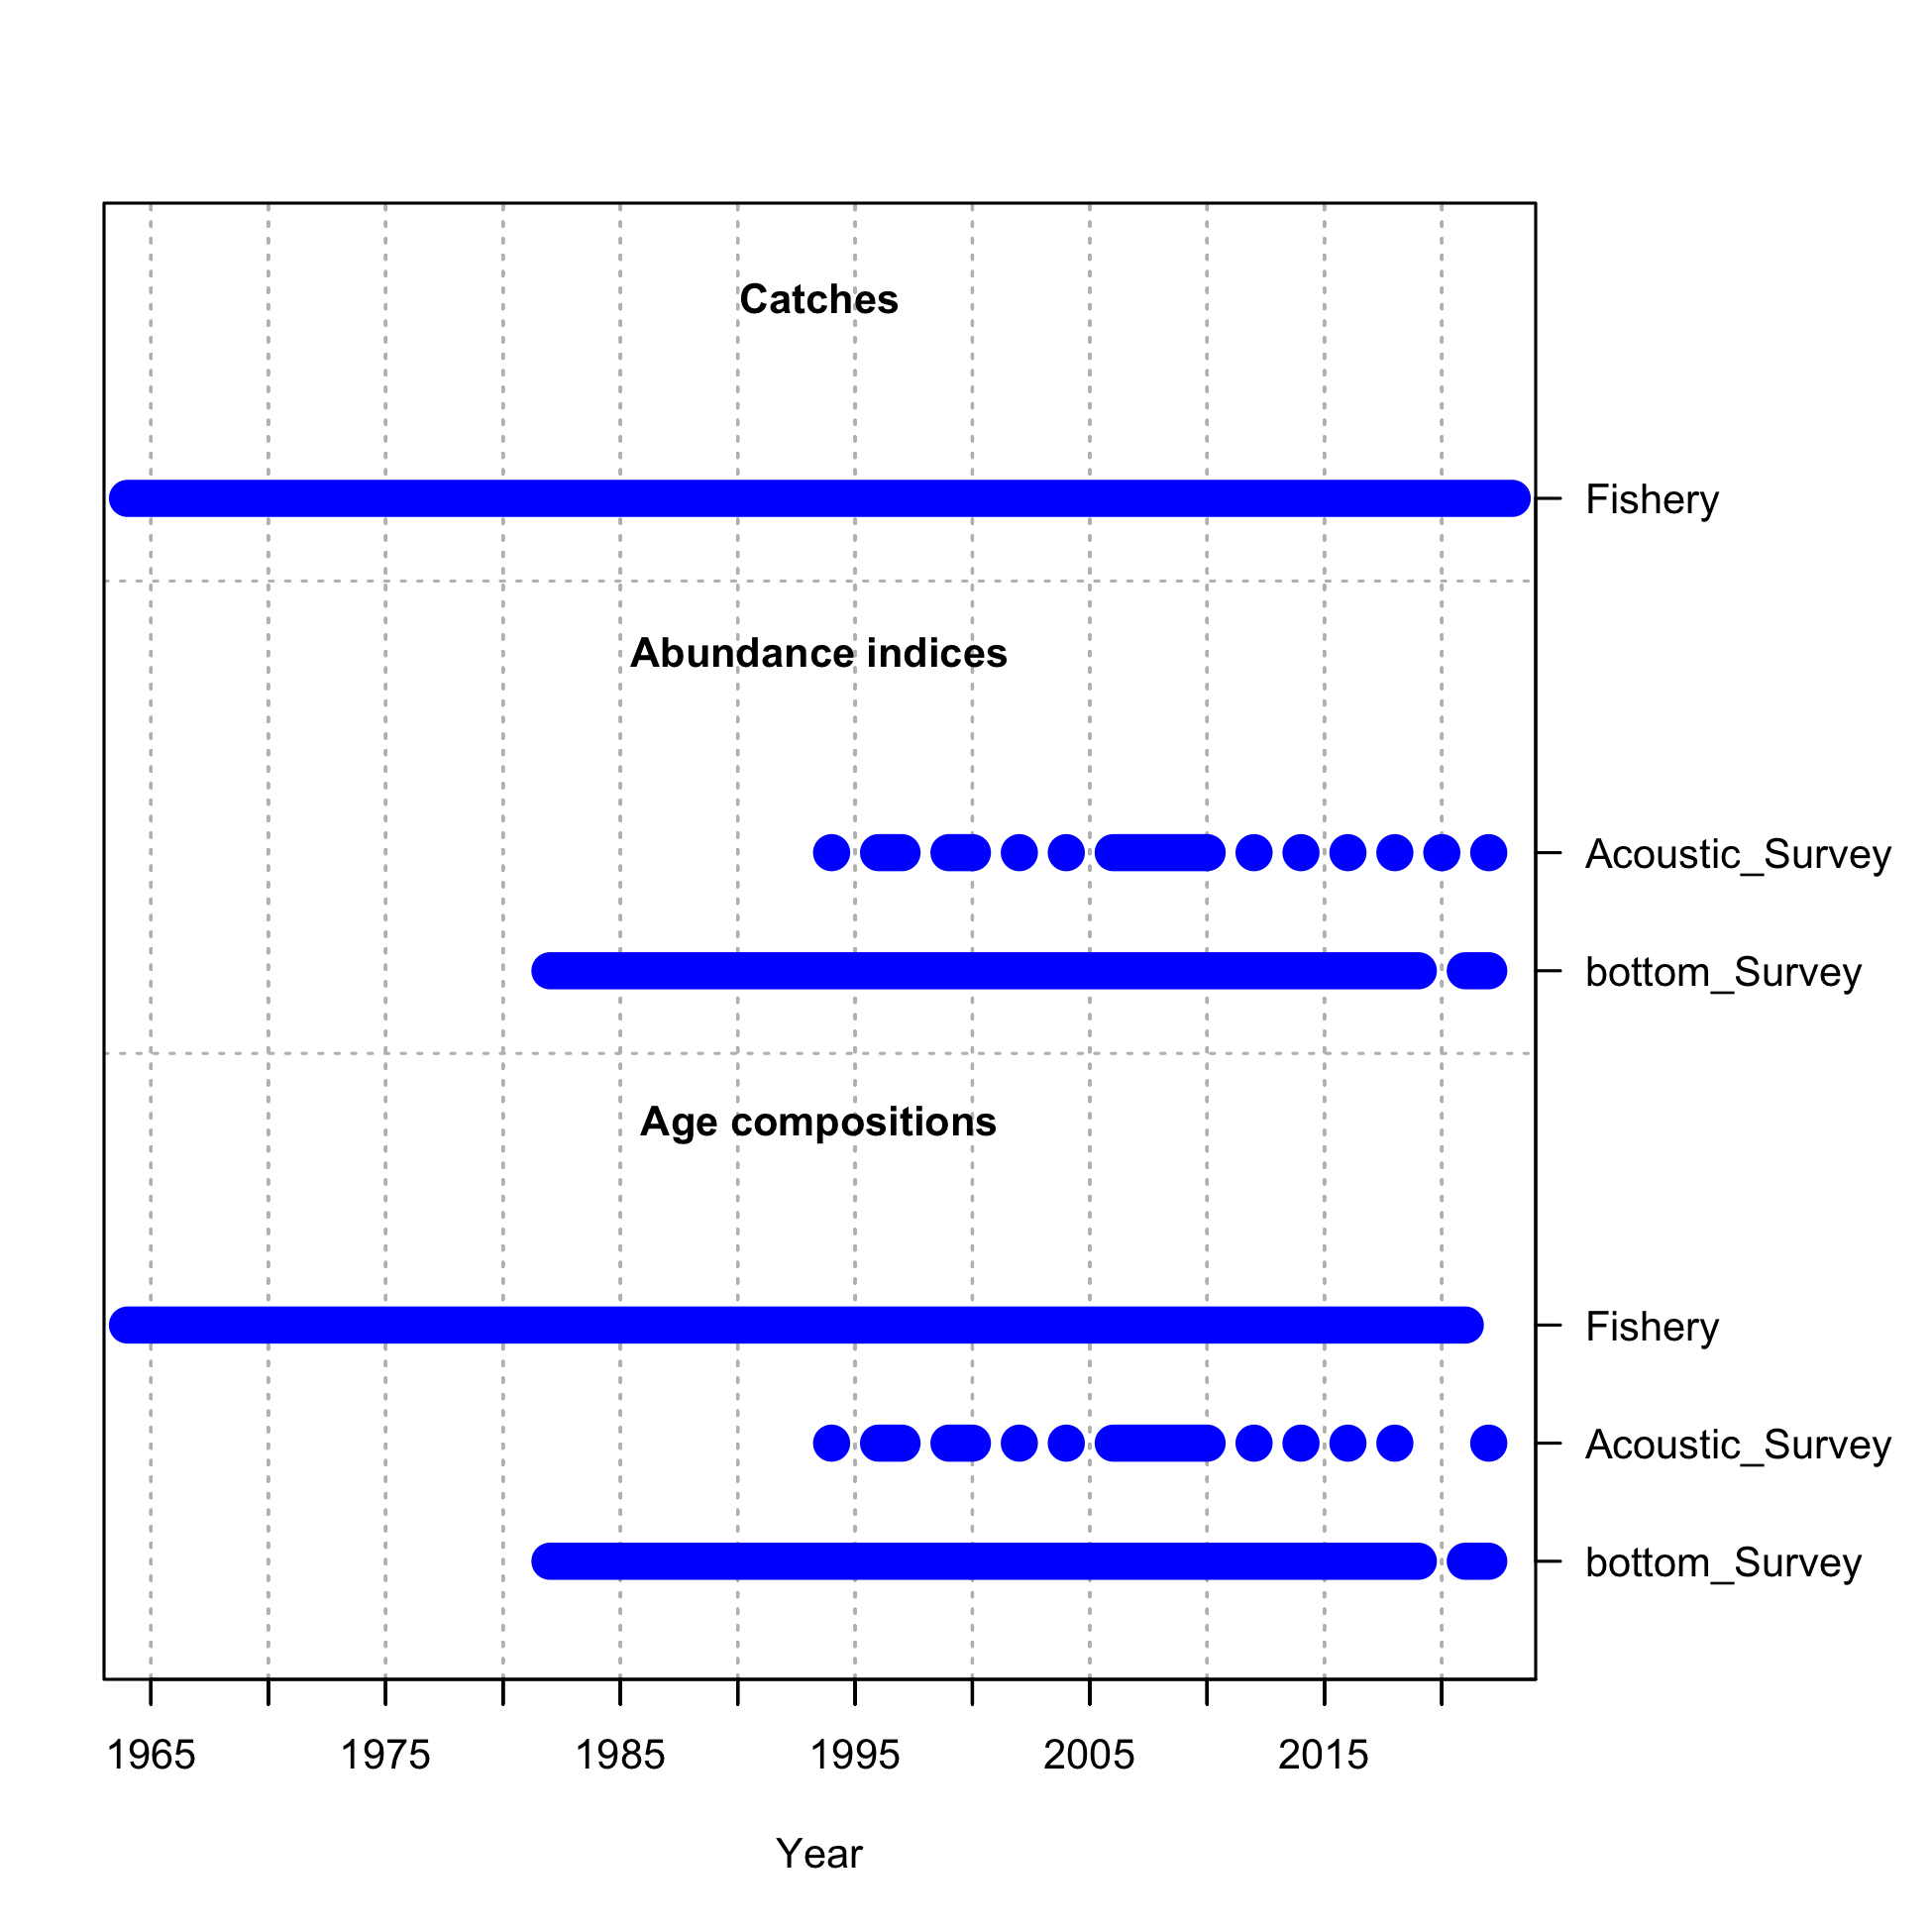 Catches
Fishery
Abundance indices
Acoustic_Survey
bottom_Survey
Age compositions
Fishery
Acoustic_Survey
bottom_Survey
1965 1975 1985 1995 2005 2015
Year